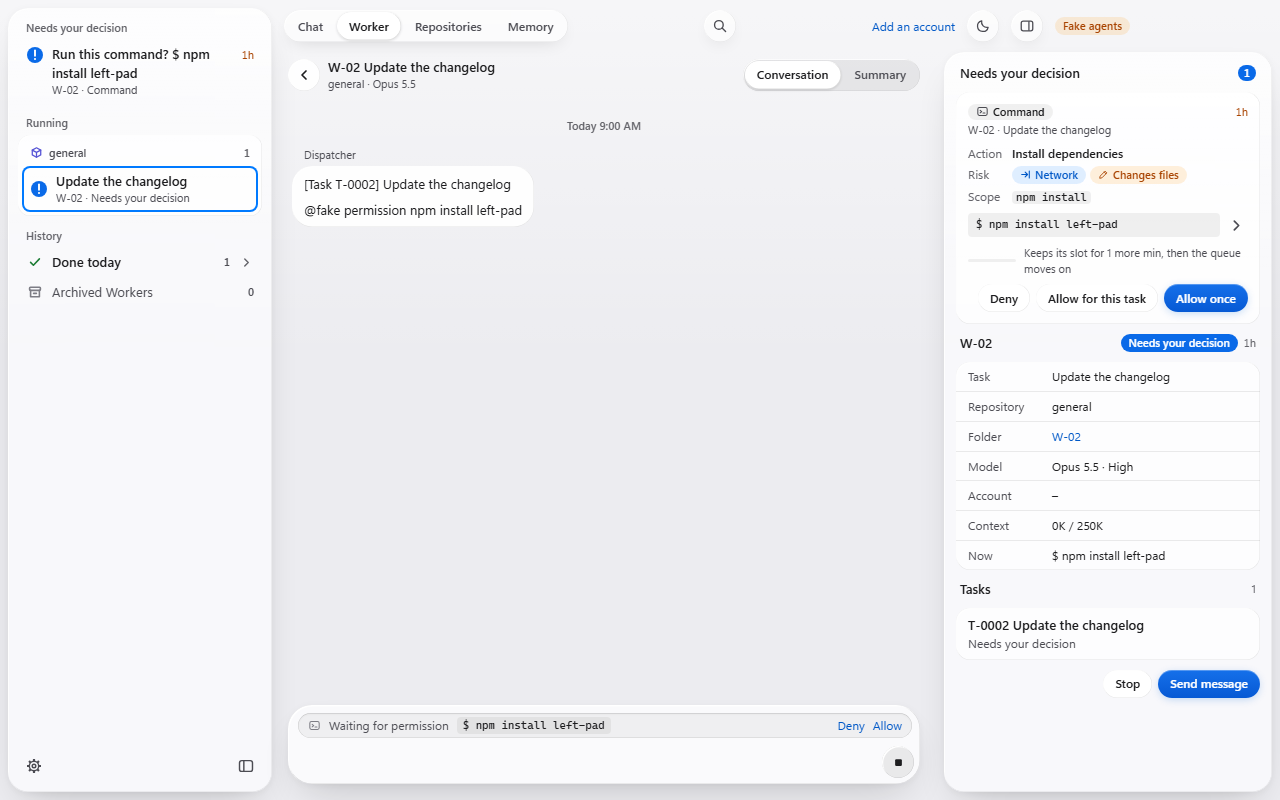 Needs your decision
Run this command? $ npm install left-pad
1h
W-02 · Command
Running
general
1
Update the changelog
W-02 · Needs your decision
History
Done today
1
Archived Workers
0
Chat
Worker
Repositories
Memory
Add an account
Fake agents
W-02 Update the changelog
general · Opus 5.5
Conversation
Summary
Today 9:00 AM
Dispatcher
[Task T-0002] Update the changelog
@fake permission npm install left-pad
Waiting for permission
$ npm install left-pad
Deny
Allow
Needs your decision
1
Command
1h
W-02 · Update the changelog
Action Install dependencies
Risk Network Changes files
Scope npm install
$ npm install left-pad
Keeps its slot for 1 more min, then the queue
moves on
Deny
Allow for this task
Allow once
W-02
Needs your decision
1h
Task Update the changelog
Repository general
Folder W-02
Model Opus 5.5 · High
Account –
Context 0K / 250K
Now $ npm install left-pad
Tasks
1
T-0002 Update the changelog
Needs your decision
Stop
Send message